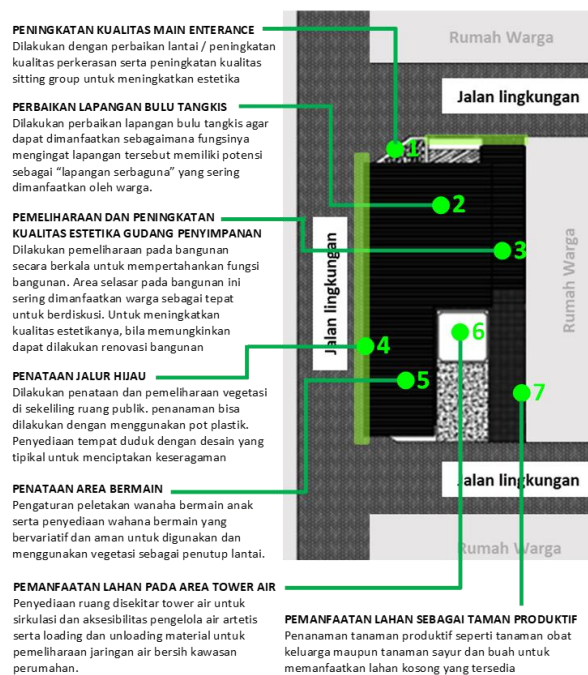 PENINGKATAN KUALITAS MAIN ENTERANCE
Dilakukan dengan perbaikan lantai / peningkatan
kualitas perkerasan serta peningkatan kualitas
sitting group untuk meningkatkan estetika
PERBAIKAN LAPANGAN BULU TANGKIS
Dilakukan perbaikan lapangan bulu tangkis agar
dapat dimanfaatkan sebagaimana fungsinya
mengingat lapangan tersebut memiliki potensi
sebagai “lapangan serbaguna” yang sering
dimanfaatkan oleh warga.
PEMELIHARAAN DAN PENINGKATAN
KUALITAS ESTETIKA GUDANG PENYIMPANAN
Dilakukan pemeliharaan pada bangunan
secara berkala untuk mempertahankan fungsi
bangunan. Area selasar pada bangunan ini
sering dimanfaatkan warga sebagai tepat
untuk berdiskusi. Untuk meningkatkan
kualitas estetikanya, bila memungkinkan
dapat dilakukan renovasi bangunan
PENATAAN JALUR HIJAU
Dilakukan penataan dan pemeliharaan vegetasi
di sekeliling ruang publik. penanaman bisa
dilakukan dengan menggunakan pot plastik.
Penyediaan tempat duduk dengan desain yang
tipikal untuk menciptakan keseragaman
PENATAAN AREA BERMAIN
Pengaturan peletakan wanaha bermain anak
serta penyediaan wahana bermain yang
bervariatif dan aman untuk digunakan dan
menggunakan vegetasi sebagai penutup lantai.
PEMANFAATAN LAHAN PADA AREA TOWER AIR
Penyediaan ruang disekitar tower air untuk
sirkulasi dan aksesibilitas pengelola air artetis
serta loading dan unloading material untuk
pemeliharaan jaringan air bersih kawasan
perumahan.
PEMANFAATAN LAHAN SEBAGAI TAMAN PRODUKTIF
Penanaman tanaman produktif seperti tanaman obat
keluarga maupun tanaman sayur dan buah untuk
memanfaatkan lahan kosong yang tersedia
Rumah Warga
Jalan lingkungan
1
2
3
4
5
6
7
Jalan lingkungan
Rumah Warga
Jalan lingkungan
Rumah Warga